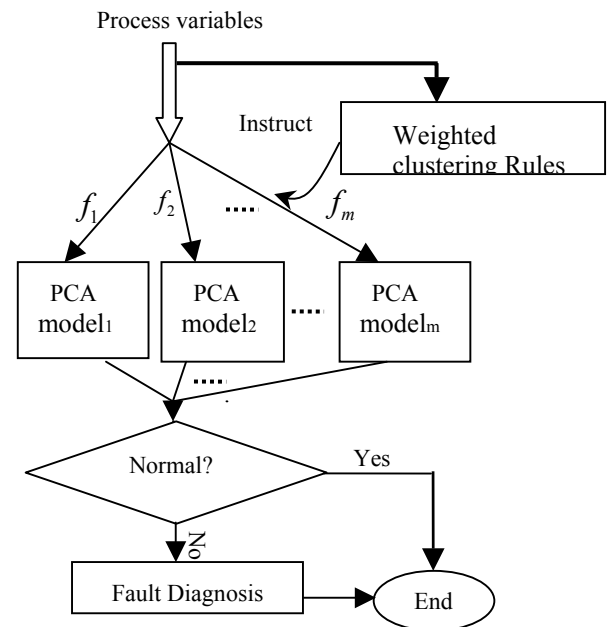 Process variables
Instruct
Weighted
clustering Rules
f1
f2
......
fm
PCA
model1
PCA
model2
......
PCA
modelm
......
Normal?
Yes
No
Fault Diagnosis
End